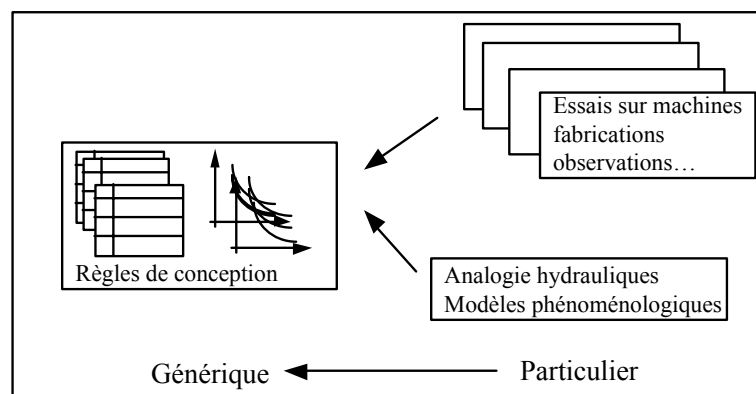 Essais sur machines
fabrications
observations…
Règles de conception
Analogie hydrauliques
Modèles phénoménologiques
Générique
Particulier